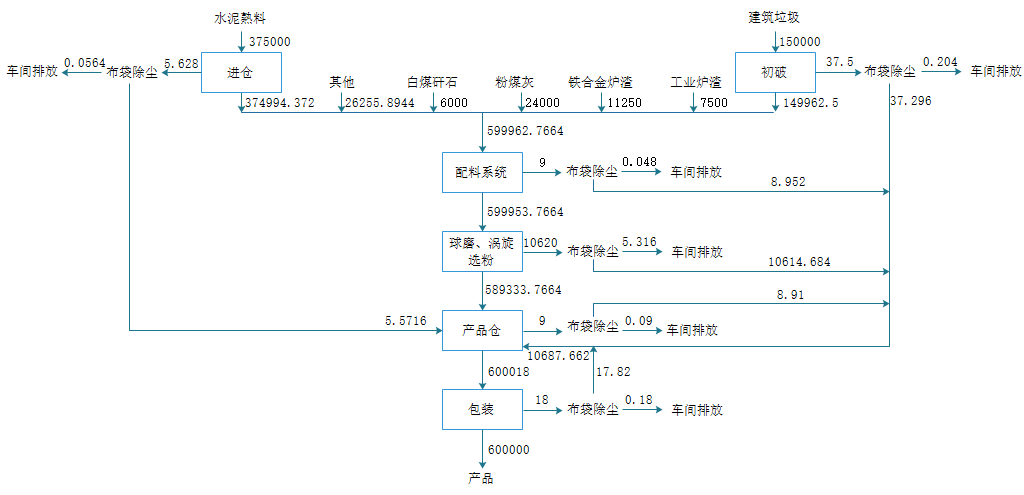 水泥熟料
建筑垃圾
375000
150000
车间排放
0.0564
布袋除尘
5.628
进仓
初破
37.5
布袋除尘
0.204
车间排放
其他
白煤矸石
粉煤灰
铁合金炉渣
工业炉渣
374994.372
26255.8944
6000
24000
11250
7500
149962.5
37.296
599962.7664
配料系统
9
布袋除尘
0.048
车间排放
8.952
599953.7664
球磨、涡旋
选粉
10620
布袋除尘
5.316
车间排放
10614.684
589333.7664
8.91
5.5716
产品仓
9
布袋除尘
0.09
车间排放
10687.662
600018
17.82
包装
18
布袋除尘
0.18
车间排放
600000
产品